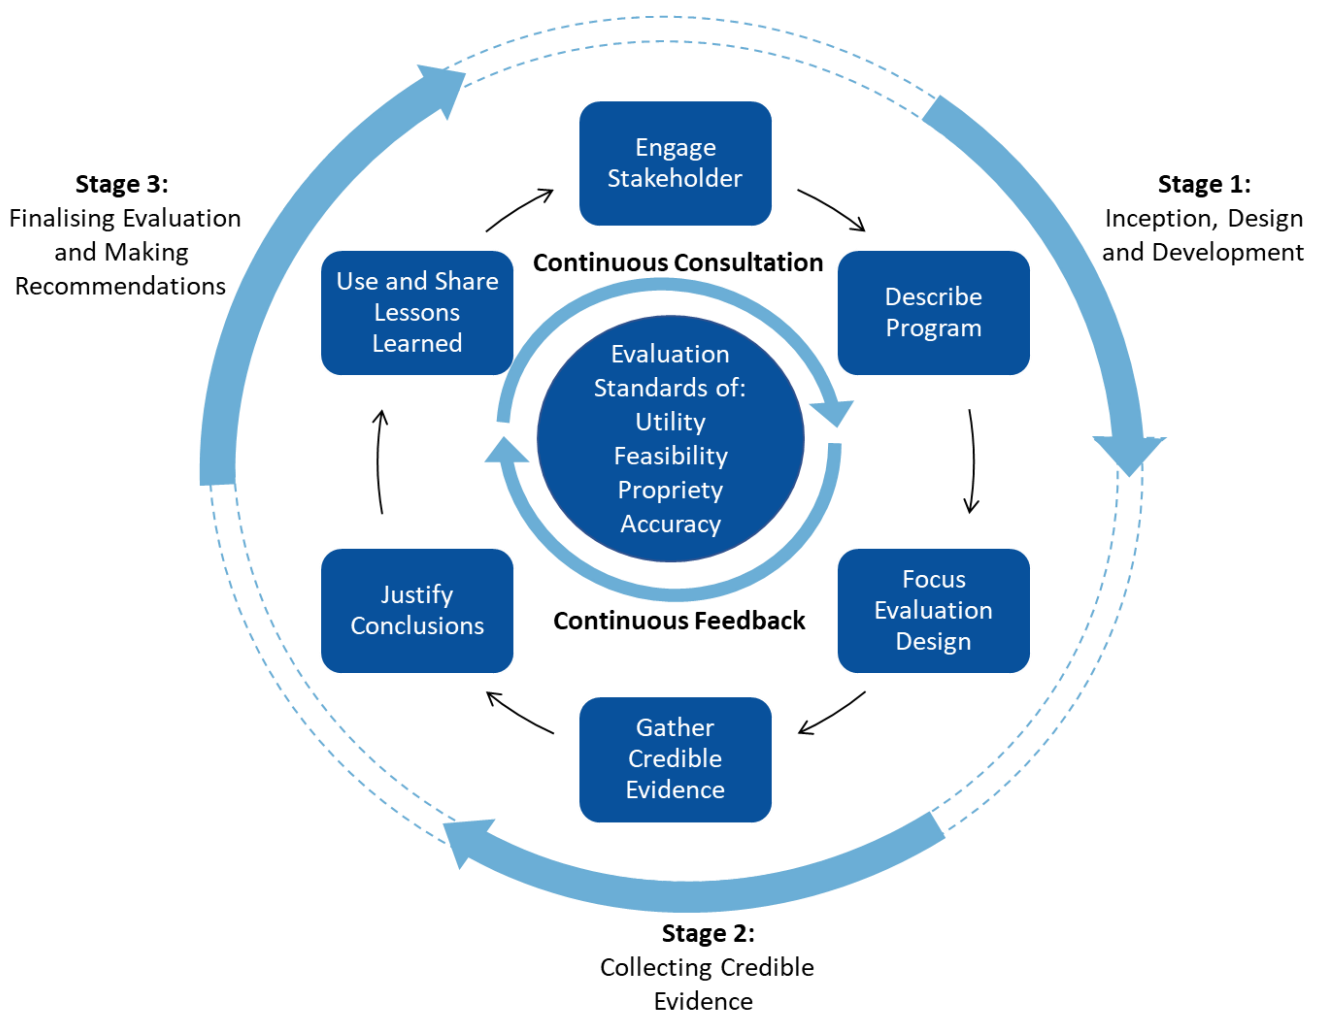 Engage
Stakeholder
Stage 3:
Finalising Evaluation
and Making
Recommendations
Stage 1:
Inception, Design
and Development
Continuous Consultation
Use and Share
Lessons
Learned
Describe
Program
Evaluation
Standards of:
Utility
Feasibility
Propriety
Accuracy
Justify
Conclusions
Focus
Evaluation
Design
Continuous Feedback
Gather
Credible
Evidence
Stage 2:
Collecting Credible
Evidence